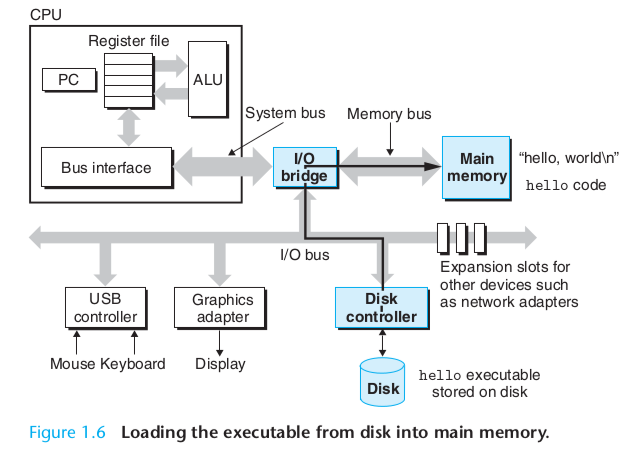 CPU
Register file
PC
ALU
System bus
Memory bus
Bus interface
I/O
bridge
Main
memory
“hello, world\n”
hello code
I/O bus
Expansion slots for
other devices such
as network adapters
USB
controller
Graphics
adapter
Disk
controller
Mouse Keyboard
Display
Disk
hello executable
stored on disk
Figure 1.6 Loading the executable from disk into main memory.